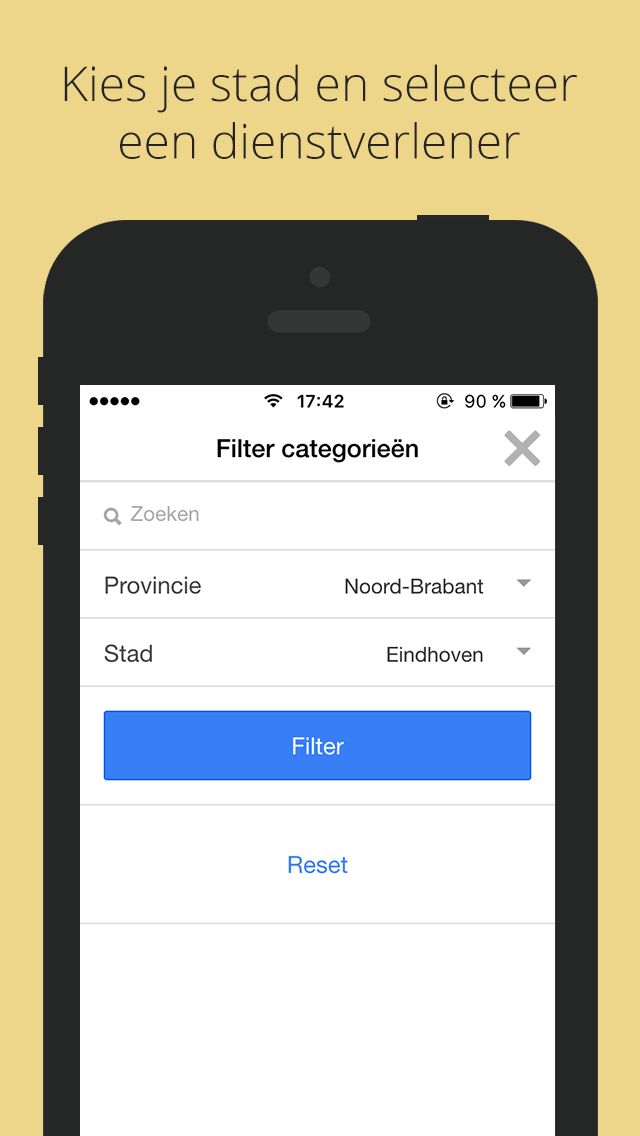 Kies je stad en selecteer
een dienstverlener
17:42 90 %
Filter categorieën
Zoeken
Provincie Noord-Brabant
Stad Eindhoven
Filter
Reset